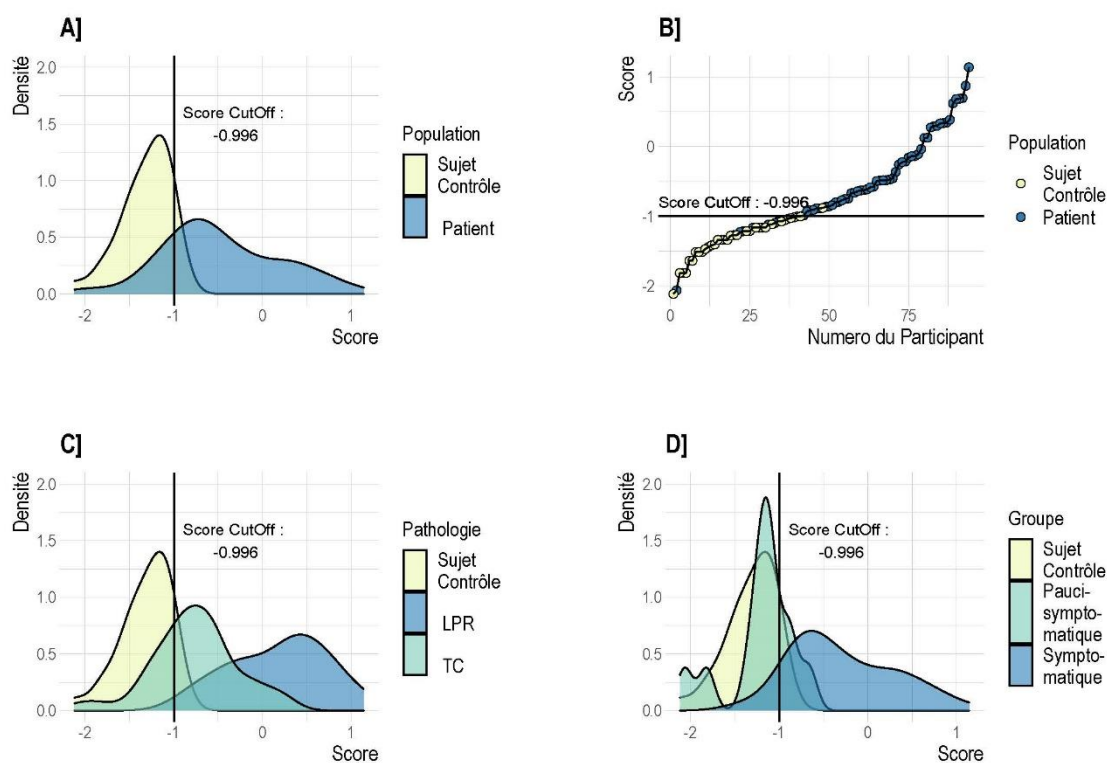 A]
Densité
2.0
1.5
1.0
0.5
0.0
Score CutOff :
-0.996
-2
-1
0
1
Score
Population
Sujet
Contrôle
Patient
B]
Score
1
0
-1
-2
Score CutOff : -0.996
0
25
50
75
Numero du Participant
Population
Sujet
Contrôle
Patient
C]
Densité
2.0
1.5
1.0
0.5
0.0
Score CutOff :
-0.996
-2
-1
0
1
Score
Pathologie
Sujet
Contrôle
LPR
TC
D]
Densité
2.0
1.5
1.0
0.5
0.0
Score CutOff :
-0.996
-2
-1
0
1
Score
Groupe
Sujet
Contrôle
Pauci-
sympto-
matique
Sympto-
matique